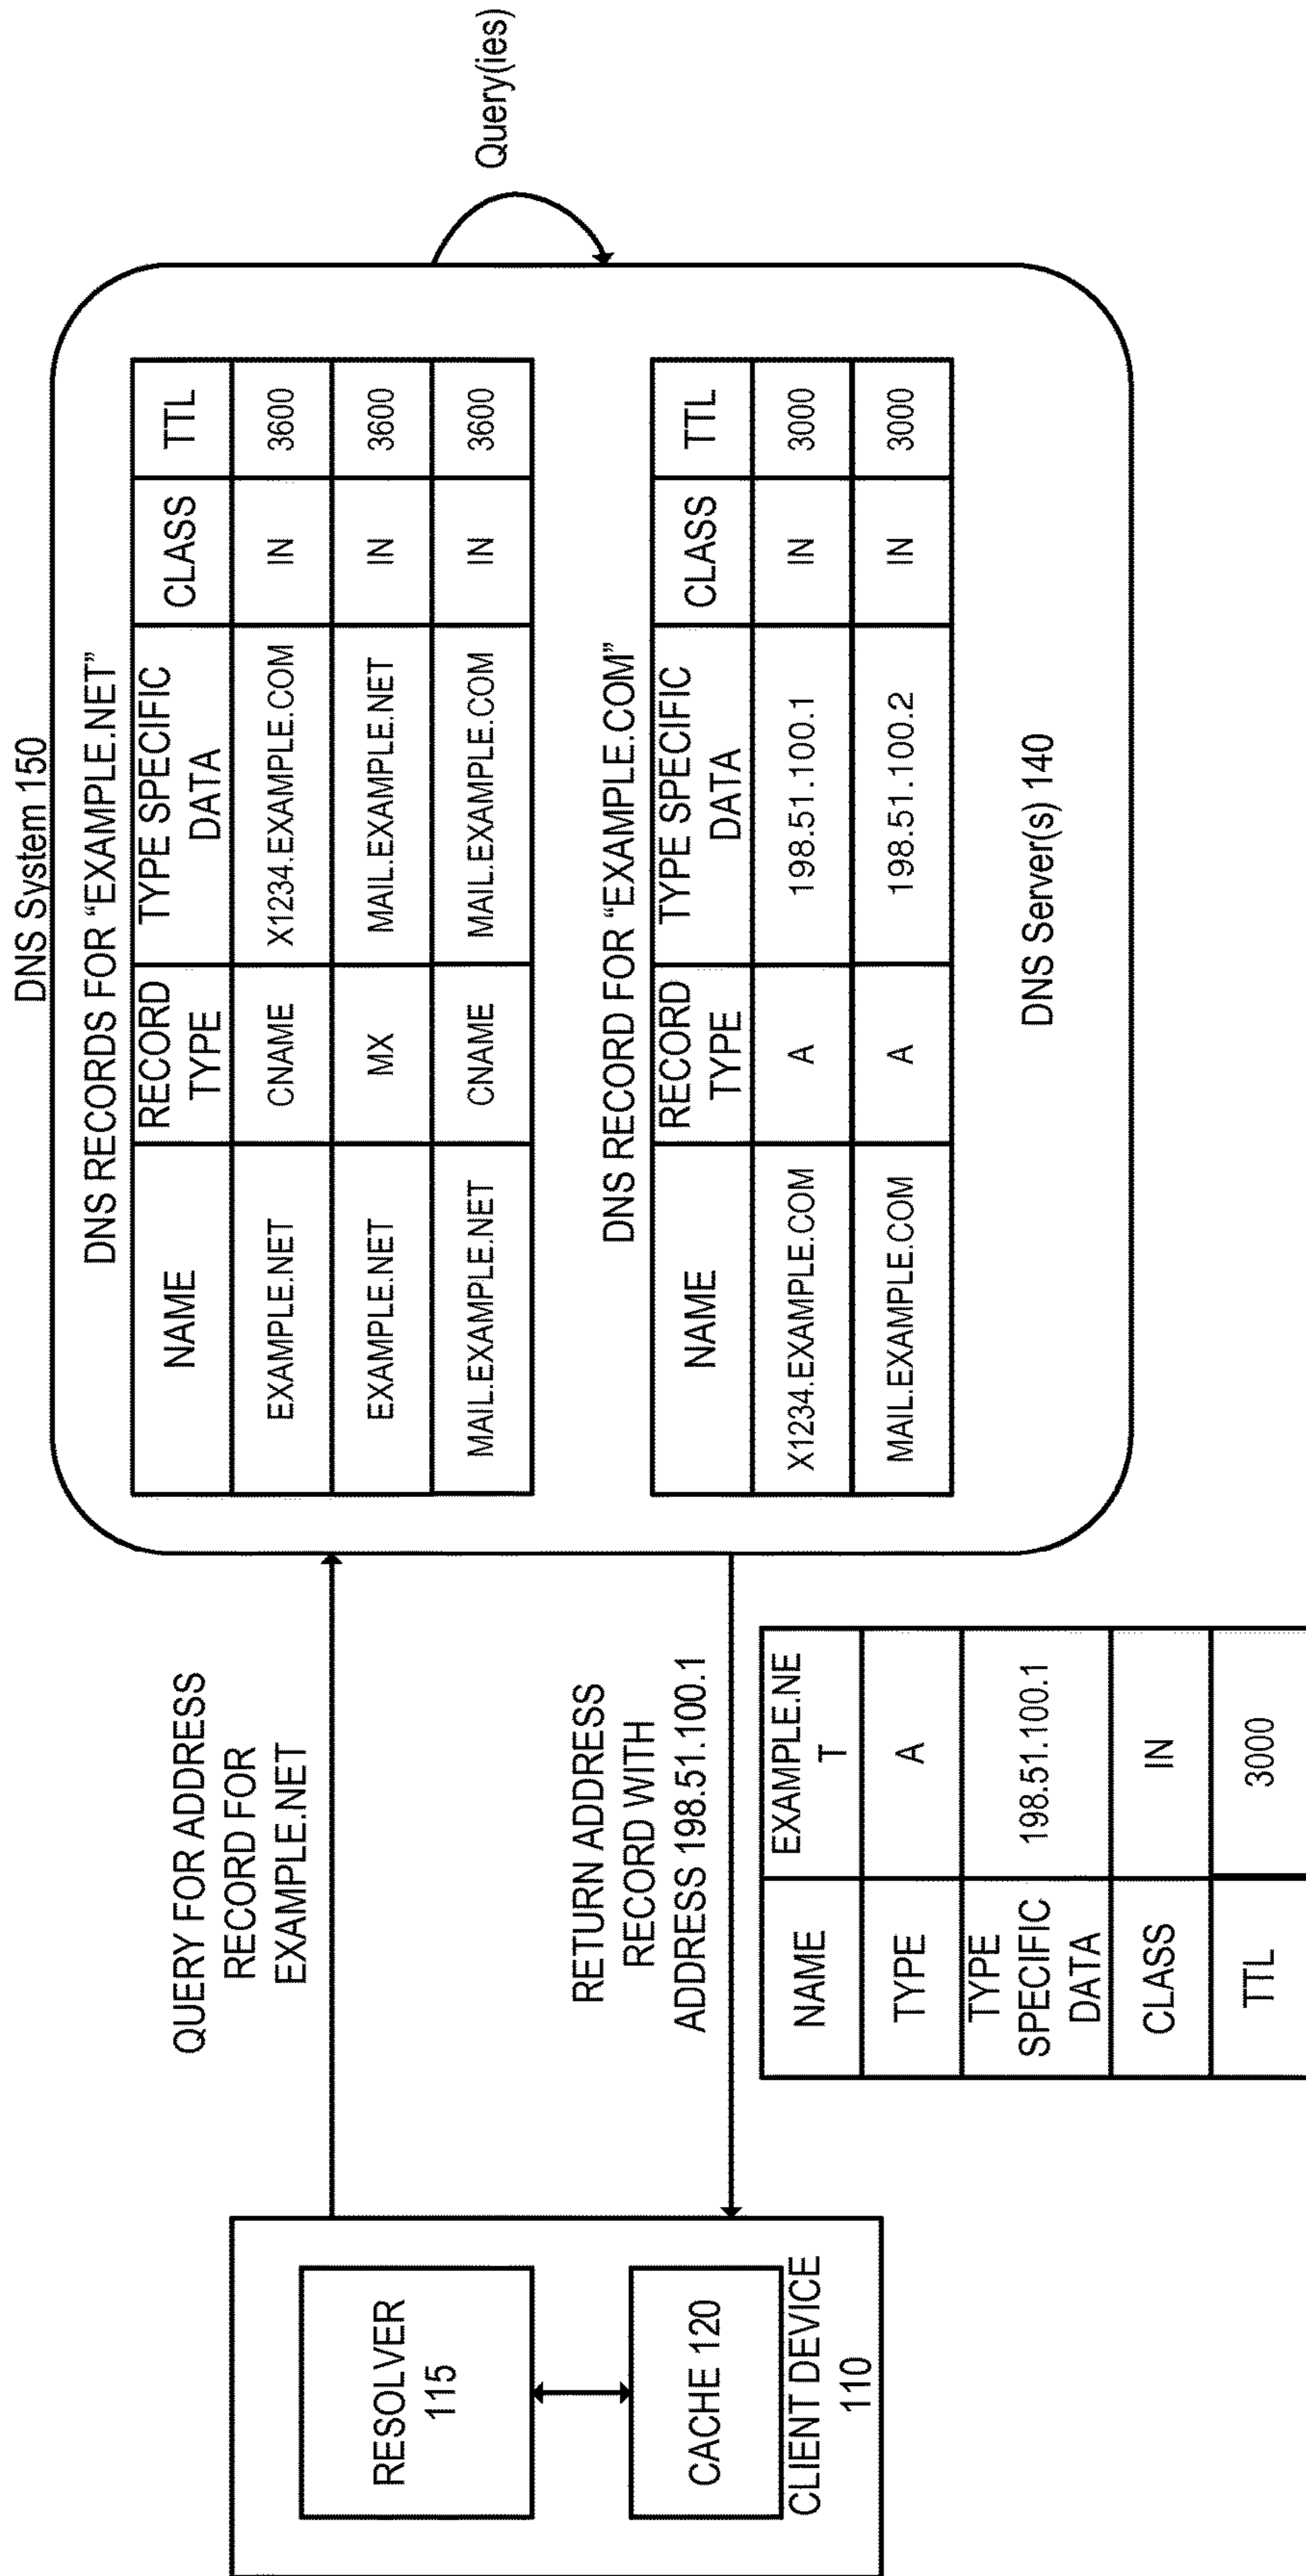 DNS System 150
DNS RECORDS FOR “EXAMPLE.NET”
NAME
RECORD
TYPE
TYPE SPECIFIC
DATA
CLASS
TTL
EXAMPLE.NET
CNAME
X1234.EXAMPLE.COM
IN
3600
EXAMPLE.NET
MX
MAIL.EXAMPLE.NET
IN
3600
MAIL.EXAMPLE.NET
CNAME
MAIL.EXAMPLE.COM
IN
3600
DNS RECORD FOR “EXAMPLE.COM”
NAME
RECORD
TYPE
TYPE SPECIFIC
DATA
CLASS
TTL
X1234.EXAMPLE.COM
A
198.51.100.1
IN
3000
MAIL.EXAMPLE.COM
A
198.51.100.2
IN
3000
DNS Server(s) 140
Query(ies)
QUERY FOR ADDRESS
RECORD FOR
EXAMPLE.NET
RETURN ADDRESS
RECORD WITH
ADDRESS 198.51.100.1
NAME
EXAMPLE.NE
T
TYPE
A
TYPE
SPECIFIC
DATA
198.51.100.1
CLASS
IN
TTL
3000
RESOLVER
115
CACHE 120
CLIENT DEVICE
110